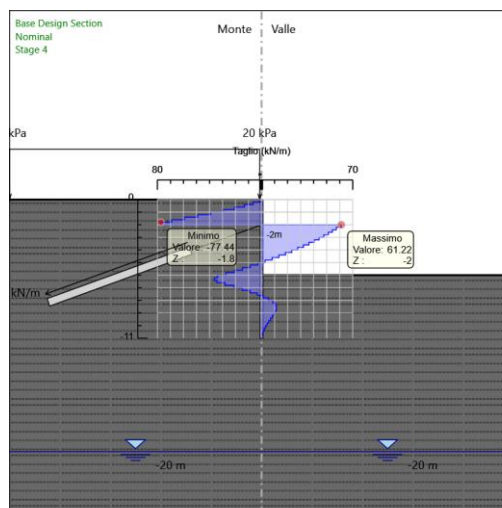 Base Design Section
Nominal
Stage 4
Monte Valle
kPa
20 kPa
Taglio (kN/m)
80 70
0
-2m
Minimo
Valore: -77.44
Z : -1.8
Massimo
Valore: 61.22
Z : -2
kN/m
-11
-20 m -20 m